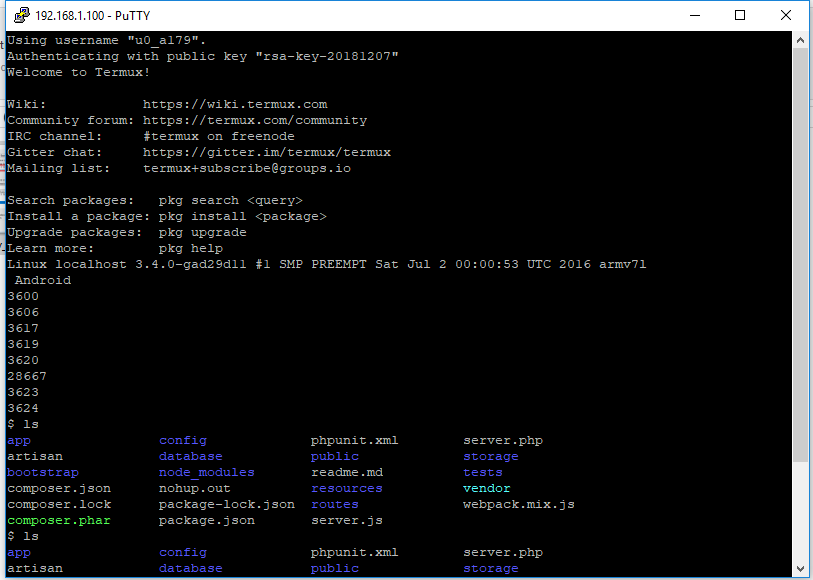 192.168.1.100 - PuTTY
Using username "u0_a179".
Authenticating with public key "rsa-key-20181207"
Welcome to Termux!
Wiki:            https://wiki.termux.com
Community forum: https://termux.com/community
IRC channel:     #termux on freenode
Gitter chat:     https://gitter.im/termux/termux
Mailing list:    termux+subscribe@groups.io
Search packages:   pkg search <query>
Install a package: pkg install <package>
Upgrade packages:  pkg upgrade
Learn more:        pkg help
Linux localhost 3.4.0-gad29d11 #1 SMP PREEMPT Sat Jul 2 00:00:53 UTC 2016 armv7l
 Android
3600
3606
3617
3619
3620
28667
3623
3624
$ ls
app                config             phpunit.xml        server.php
artisan            database           public             storage
bootstrap          node_modules       readme.md          tests
composer.json      nohup.out          resources          vendor
composer.lock      package-lock.json  routes             webpack.mix.js
composer.phar      package.json       server.js
$ ls
app                config             phpunit.xml        server.php
artisan            database           public             storage